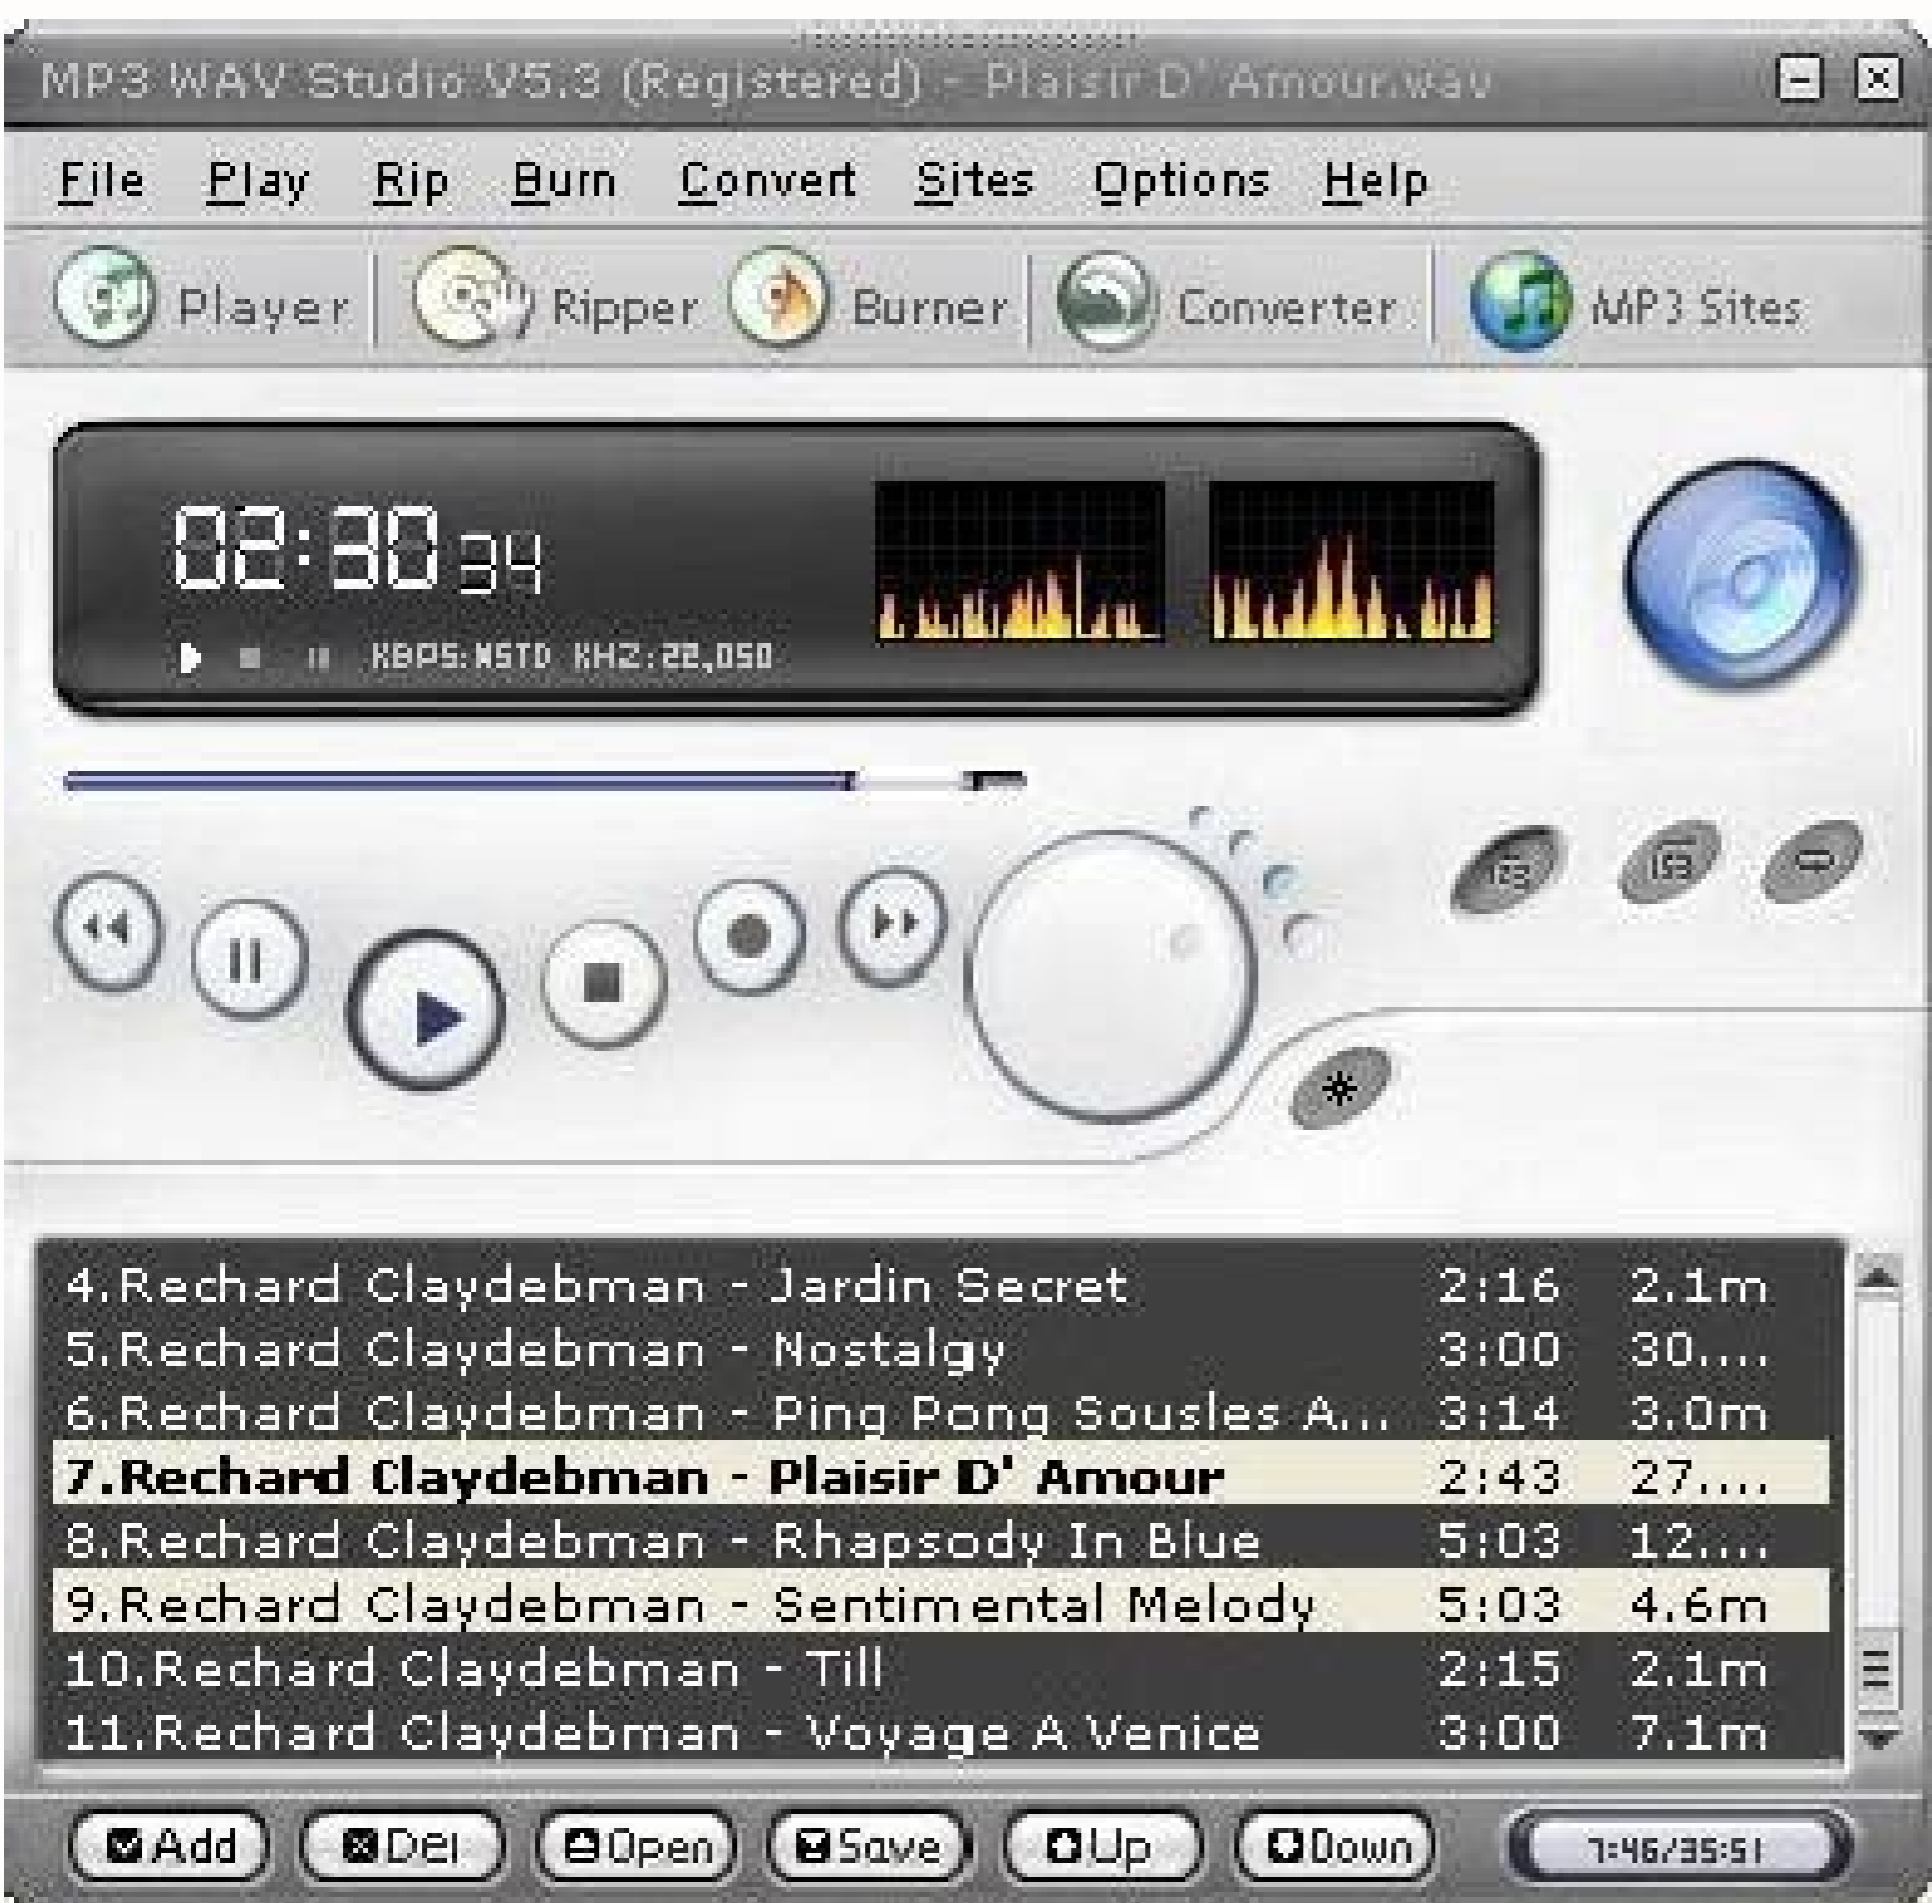 MP3 WAV Studio V5.3 (Registered) - Plaisir D' Amour.wav
File Play Rip Burn Convert Sites Options Help
Player Ripper Burner Converter MP3 Sites
02:30 34
KBPS:NSTD KHZ:22,050
123 153
4.Rechard Claydebman - Jardin Secret 2:16 2.1m
5.Rechard Claydebman - Nostalgy 3:00 30....
6.Rechard Claydebman - Ping Pong Sousles A... 3:14 3.0m
7.Rechard Claydebman - Plaisir D' Amour 2:43 27....
8.Rechard Claydebman - Rhapsody In Blue 5:03 12....
9.Rechard Claydebman - Sentimental Melody 5:03 4.6m
10.Rechard Claydebman - Till 2:15 2.1m
11.Rechard Claydebman - Voyage A Venice 3:00 7.1m
Add Del Open Save Up Down 7:46/35:51